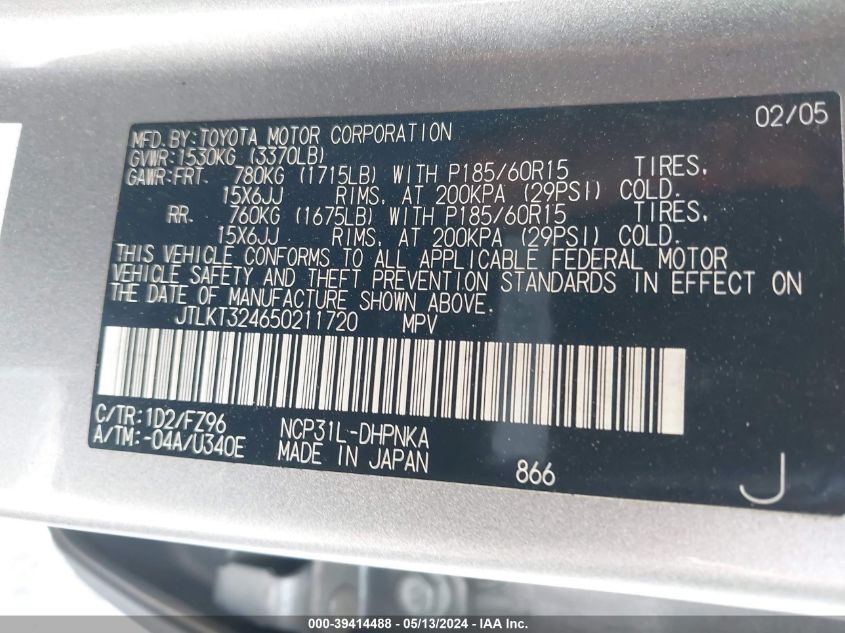 02/05
MFD.BY:TOYOTA MOTOR CORPORATION
GVWR:1530KG (3370LB)
GAWR:FRT. 780KG (1715LB) WITH P185/60R15 TIRES,
15X6JJ RIMS, AT 200KPA (29PSI) COLD.
RR. 760KG (1675LB) WITH P185/60R15 TIRES,
15X6JJ RIMS, AT 200KPA (29PSI) COLD.
THIS VEHICLE CONFORMS TO ALL APPLICABLE FEDERAL MOTOR
VEHICLE SAFETY AND THEFT PREVENTION STANDARDS IN EFFECT ON
THE DATE OF MANUFACTURE SHOWN ABOVE.
JTLKT324650211720 MPV
C/TR:1D2/FZ96 NCP31L-DHPNKA
A/TM:-04A/U340E MADE IN JAPAN
866 J
000-39414488 - 05/13/2024 - IAAI Inc.